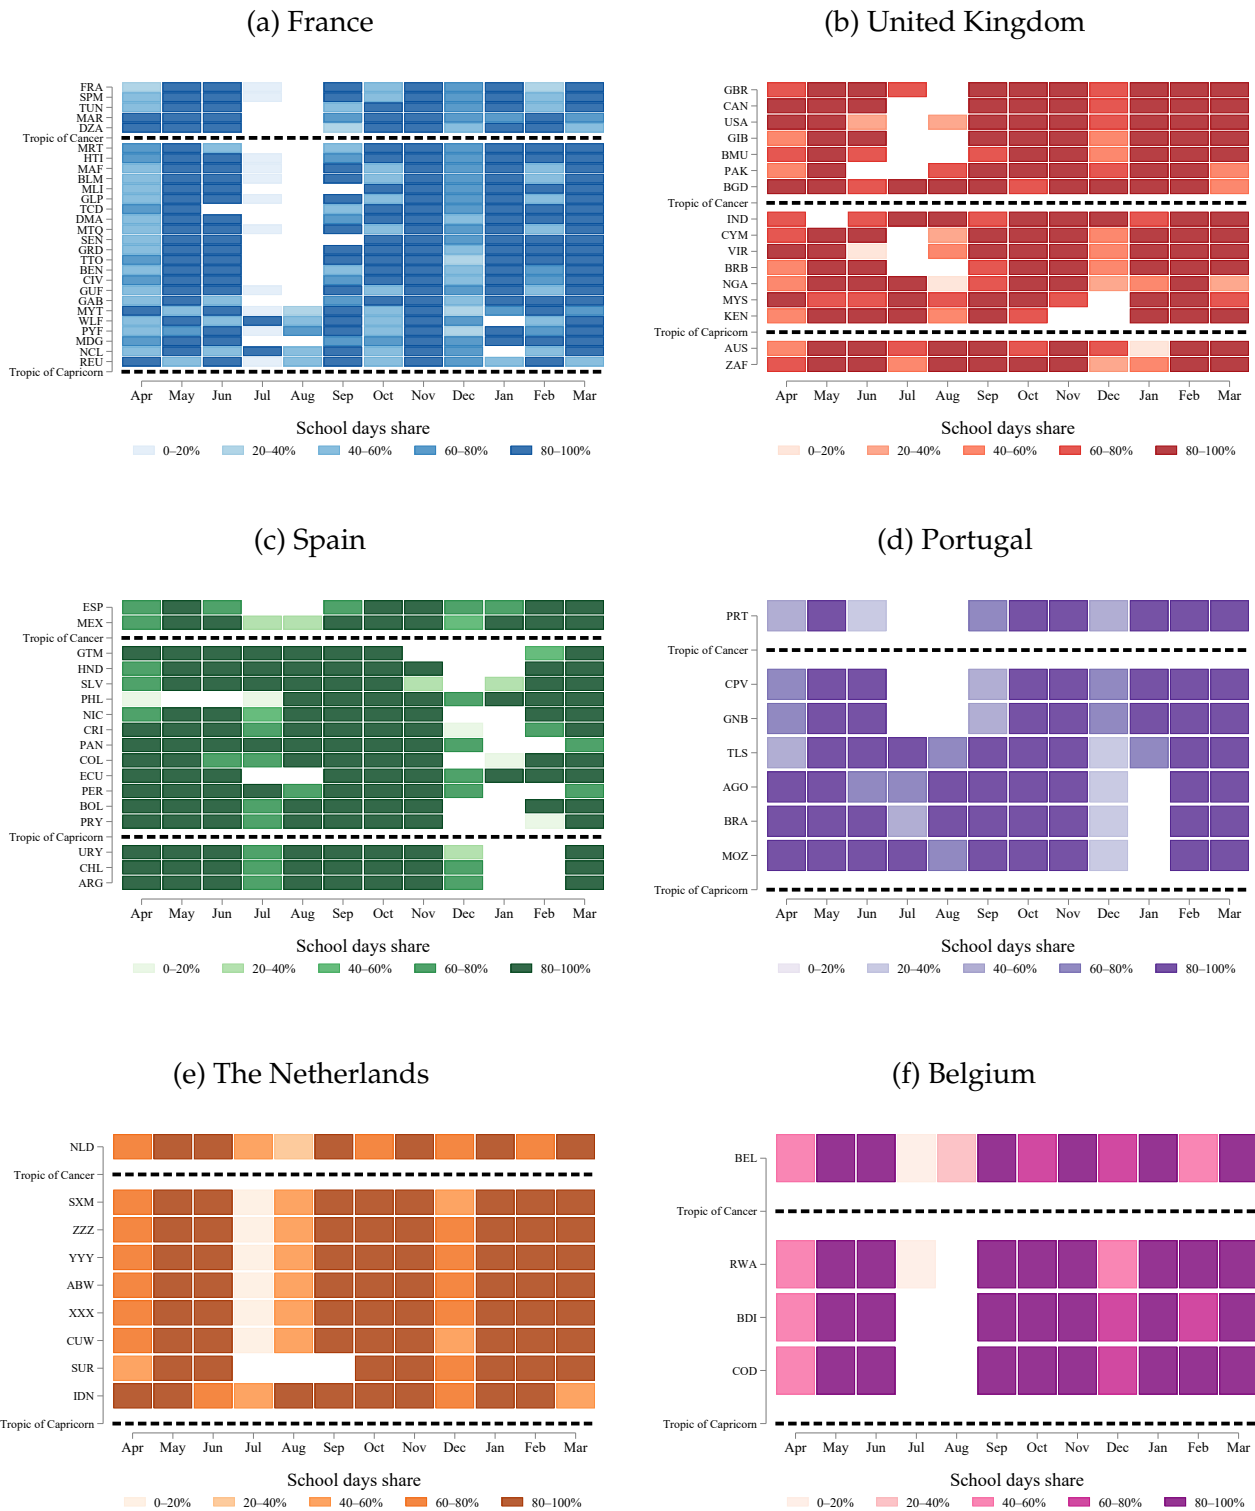 (a) France
FRA
SPM
TUN
MAR
DZA
Tropic of Cancer
MRT
HTI
MAF
BLM
MLI
GLP
TCD
DMA
MTQ
SEN
GRD
TTO
BEN
CIV
GUF
GAB
MYT
WLF
PYF
MDG
NCL
REU
Tropic of Capricorn
Apr May Jun Jul Aug Sep Oct Nov Dec Jan Feb Mar
School days share
0–20% 20–40% 40–60% 60–80% 80–100%
(b) United Kingdom
GBR
CAN
USA
GIB
BMU
PAK
BGD
Tropic of Cancer
IND
CYM
VIR
BRB
NGA
MYS
KEN
Tropic of Capricorn
AUS
ZAF
Apr May Jun Jul Aug Sep Oct Nov Dec Jan Feb Mar
School days share
0–20% 20–40% 40–60% 60–80% 80–100%
(c) Spain
ESP
MEX
Tropic of Cancer
GTM
HND
SLV
PHL
NIC
CRI
PAN
COL
ECU
PER
BOL
PRY
Tropic of Capricorn
URY
CHL
ARG
Apr May Jun Jul Aug Sep Oct Nov Dec Jan Feb Mar
School days share
0–20% 20–40% 40–60% 60–80% 80–100%
(d) Portugal
PRT
Tropic of Cancer
CPV
GNB
TLS
AGO
BRA
MOZ
Tropic of Capricorn
Apr May Jun Jul Aug Sep Oct Nov Dec Jan Feb Mar
School days share
0–20% 20–40% 40–60% 60–80% 80–100%
(e) The Netherlands
NLD
Tropic of Cancer
SXM
ZZZ
YYY
ABW
XXX
CUW
SUR
IDN
Tropic of Capricorn
Apr May Jun Jul Aug Sep Oct Nov Dec Jan Feb Mar
School days share
0–20% 20–40% 40–60% 60–80% 80–100%
(f) Belgium
BEL
Tropic of Cancer
RWA
BDI
COD
Tropic of Capricorn
Apr May Jun Jul Aug Sep Oct Nov Dec Jan Feb Mar
School days share
0–20% 20–40% 40–60% 60–80% 80–100%